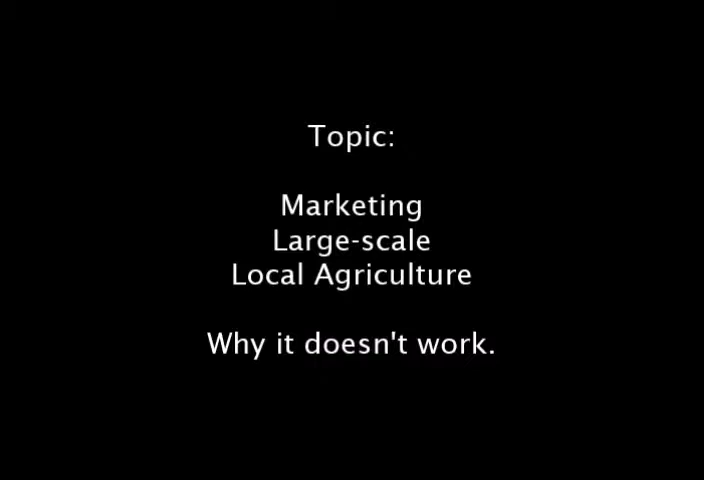 Topic:
Marketing
Large-scale
Local Agriculture
Why it doesn't work.